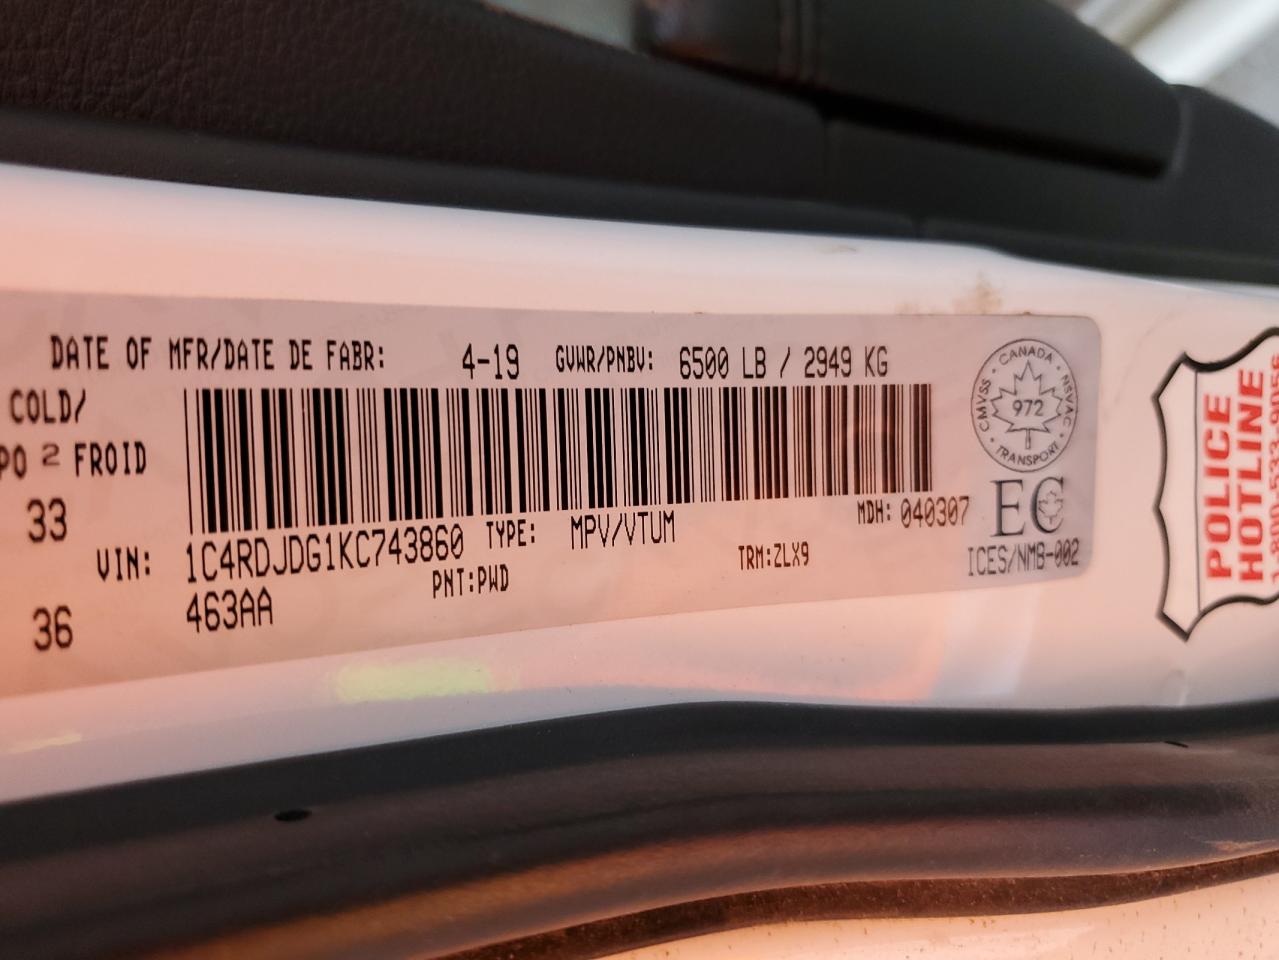 DATE OF MFR/DATE DE FABR: 4-19 GVWR/PNBV: 6500 LB / 2949 KG
COLD/
PO 2 FROID
33
36
VIN: 1C4RDJDG1KC743860 TYPE: MPV/VTUM MDH: 040307
463AA PNT:PWD TRM:ZLX9
CANADA
CMVSS
972
NSVAC
TRANSPORT
EC
ICES/NMB-002
POLICE
HOTLINE